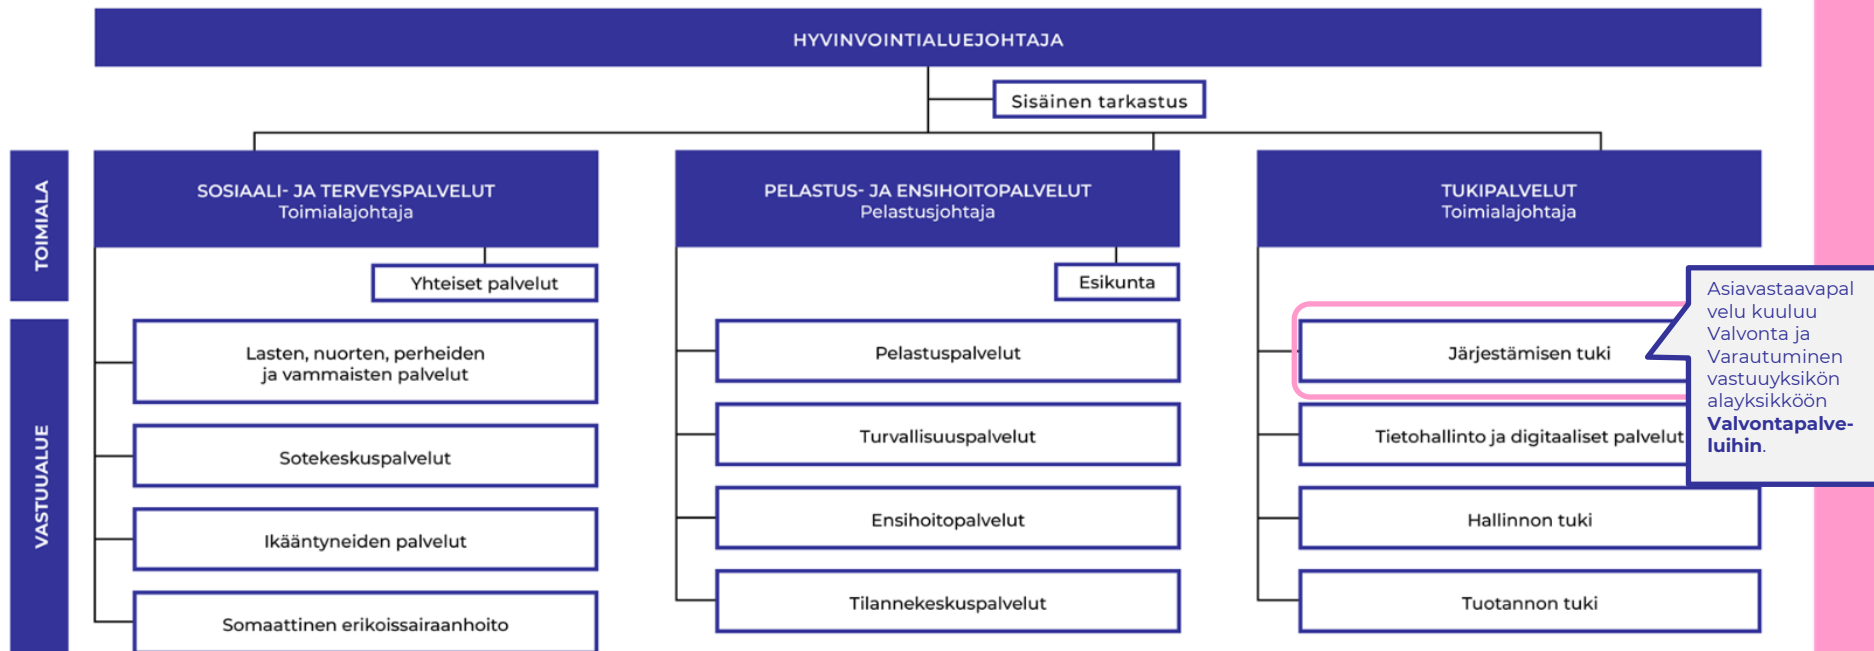 HYVINVOINTIALUEJOHTAJA
Sisäinen tarkastus
TOIMIALA
SOSIAALI- JA TERVEYSPALVELUT
Toimialajohtaja
PELASTUS- JA ENSIHOITOPALVELUT
Pelastusjohtaja
TUKIPALVELUT
Toimialajohtaja
Yhteiset palvelut
Esikunta
VASTUUALUE
Lasten, nuorten, perheiden
ja vammaisten palvelut
Sotekeskuspalvelut
Ikääntyneiden palvelut
Somaattinen erikoissairaanhoito
Pelastuspalvelut
Turvallisuuspalvelut
Ensihoitopalvelut
Tilannekeskuspalvelut
Järjestämisen tuki
Tietohallinto ja digitaaliset palvelut
Hallinnon tuki
Tuotannon tuki
Asiavastaavapal
velu kuuluu
Valvonta ja
Varautuminen
vastuuyksikön
alayksikköön
Valvontapalve-
luihin.